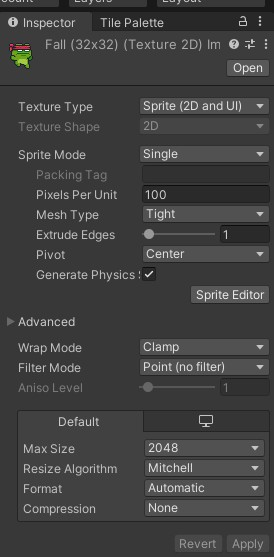 Layers
Layout
Inspector
Tile Palette
Fall (32x32) (Texture 2D) Im
Open
Texture Type
Sprite (2D and UI)
Texture Shape
2D
Sprite Mode
Single
Packing Tag
Pixels Per Unit
100
Mesh Type
Tight
Extrude Edges
1
Pivot
Center
Generate Physics
Sprite Editor
Advanced
Wrap Mode
Clamp
Filter Mode
Point (no filter)
Aniso Level
1
Default
Max Size
2048
Resize Algorithm
Mitchell
Format
Automatic
Compression
None
Revert
Apply